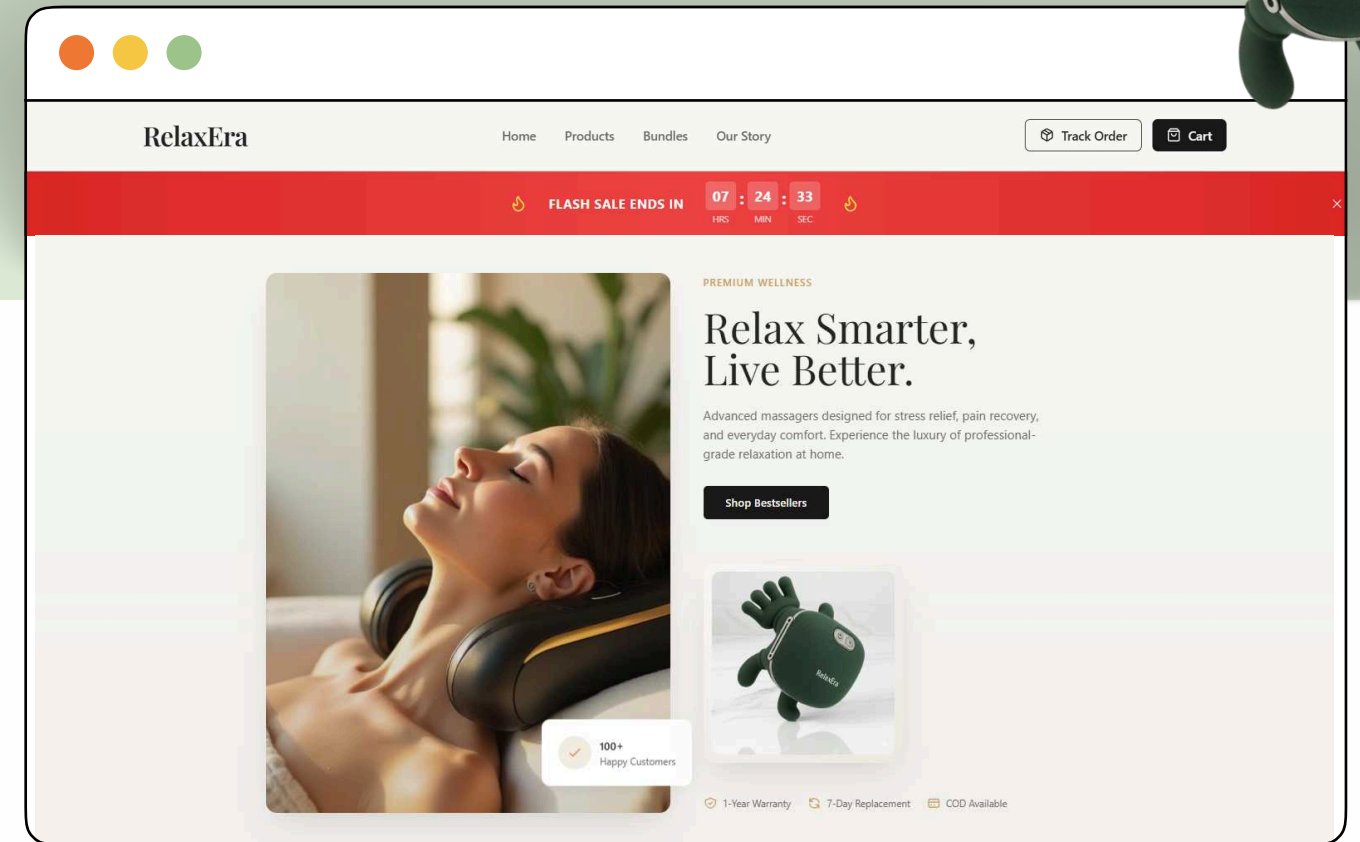 RelaxEra
Home Products Bundles Our Story
Track Order
Cart
FLASH SALE ENDS IN
07 : 24 : 33
HRS MIN SEC
PREMIUM WELLNESS
Relax Smarter,
Live Better.
Advanced massagers designed for stress relief, pain recovery,
and everyday comfort. Experience the luxury of professional-
grade relaxation at home.
Shop Bestsellers
RelaxEra
100+
Happy Customers
1-Year Warranty 7-Day Replacement COD Available